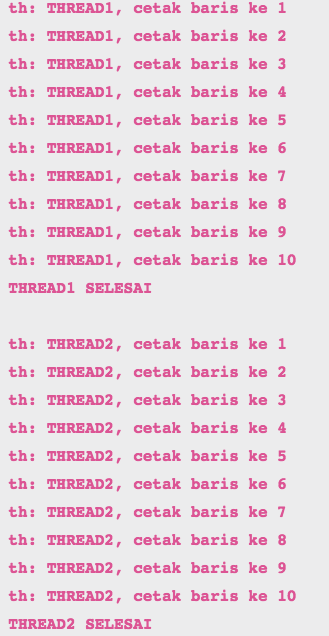 th: THREAD1, cetak baris ke 1
th: THREAD1, cetak baris ke 2
th: THREAD1, cetak baris ke 3
th: THREAD1, cetak baris ke 4
th: THREAD1, cetak baris ke 5
th: THREAD1, cetak baris ke 6
th: THREAD1, cetak baris ke 7
th: THREAD1, cetak baris ke 8
th: THREAD1, cetak baris ke 9
th: THREAD1, cetak baris ke 10
THREAD1 SELESAI

th: THREAD2, cetak baris ke 1
th: THREAD2, cetak baris ke 2
th: THREAD2, cetak baris ke 3
th: THREAD2, cetak baris ke 4
th: THREAD2, cetak baris ke 5
th: THREAD2, cetak baris ke 6
th: THREAD2, cetak baris ke 7
th: THREAD2, cetak baris ke 8
th: THREAD2, cetak baris ke 9
th: THREAD2, cetak baris ke 10
THREAD2 SELESAI